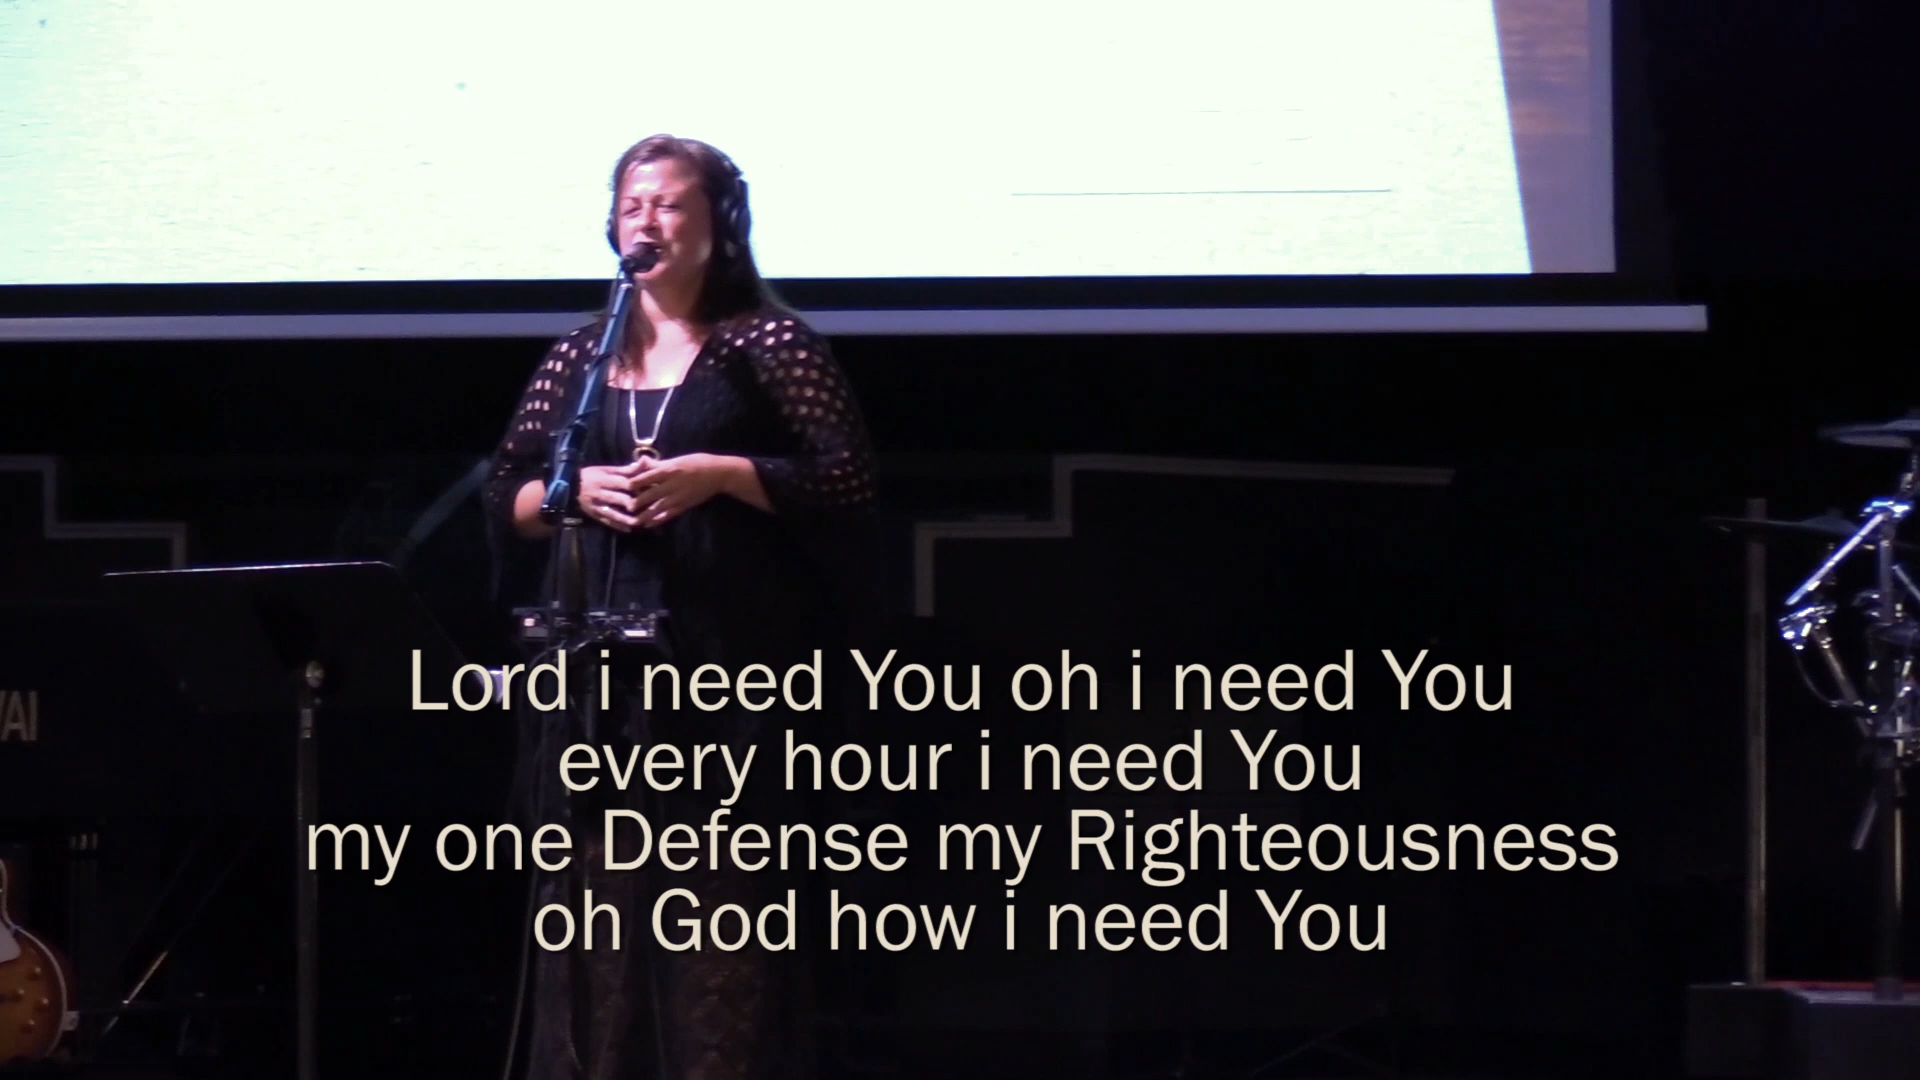 Lord i need You oh i need You
every hour i need You
my one Defense my Righteousness
oh God how i need You